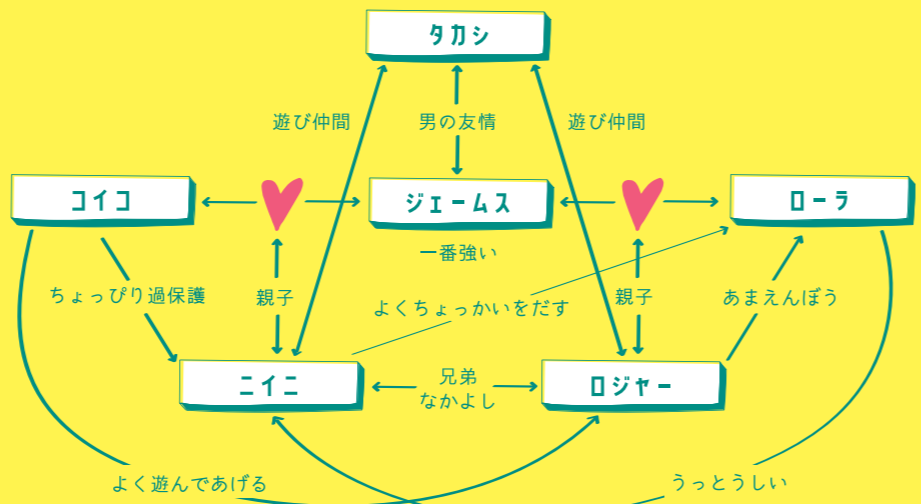 タカシ
遊び仲間
男の友情
遊び仲間
コイコ
ジェームス
ローラ
一番強い
ちょっぴり過保護
親子
よくちょっかいをだす
親子
あまえんぼう
ニイニ
兄弟
なかよし
ロジャー
よく遊んであげる
うっとうしい